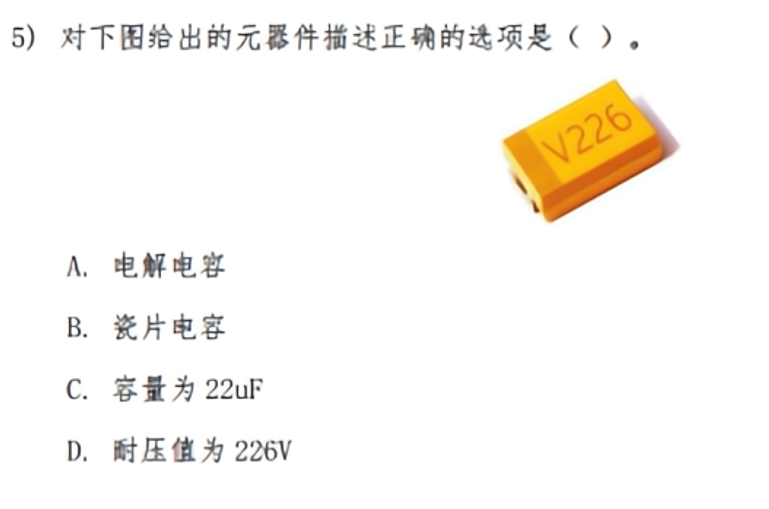 5) 对下图给出的元器件描述正确的选项是（ ）。
V226
A. 电解电容
B. 瓷片电容
C. 容量为 22uF
D. 耐压值为 226V